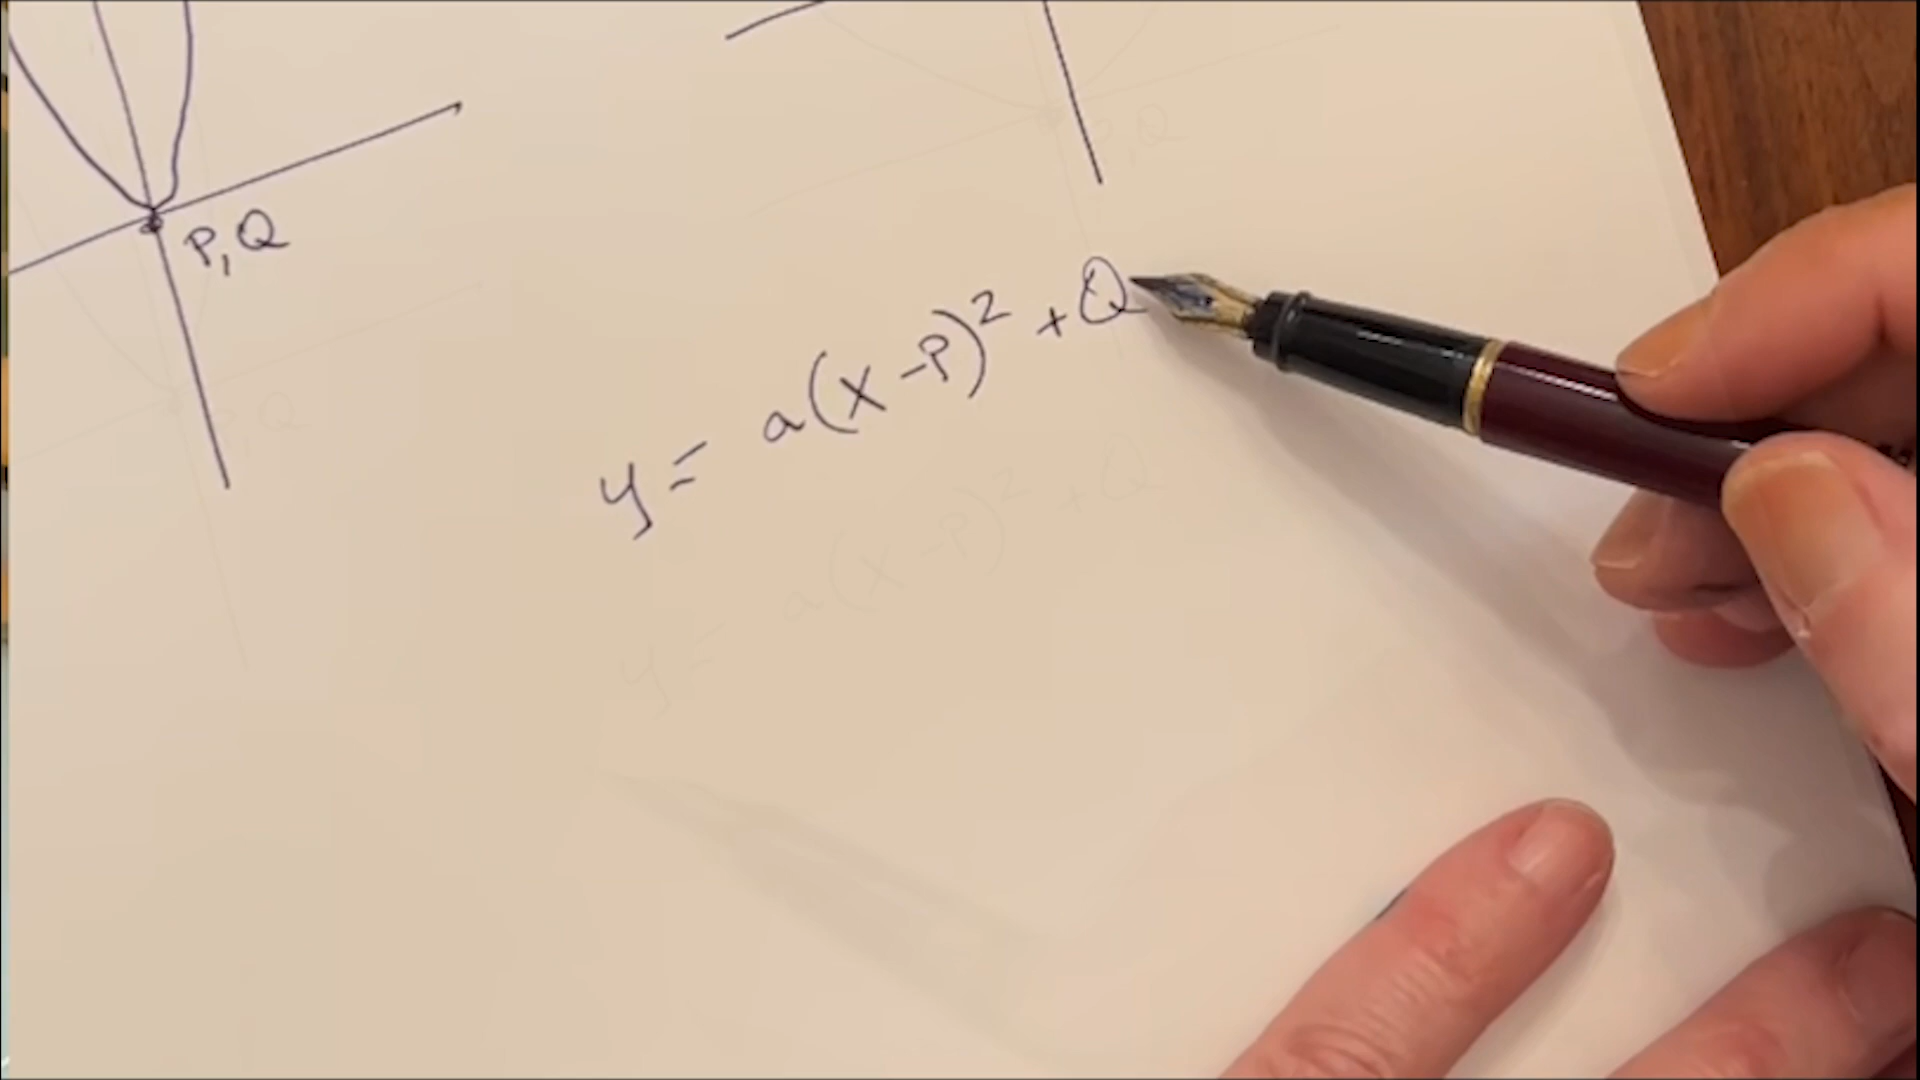 P,Q
y = a(x-P)² + Q